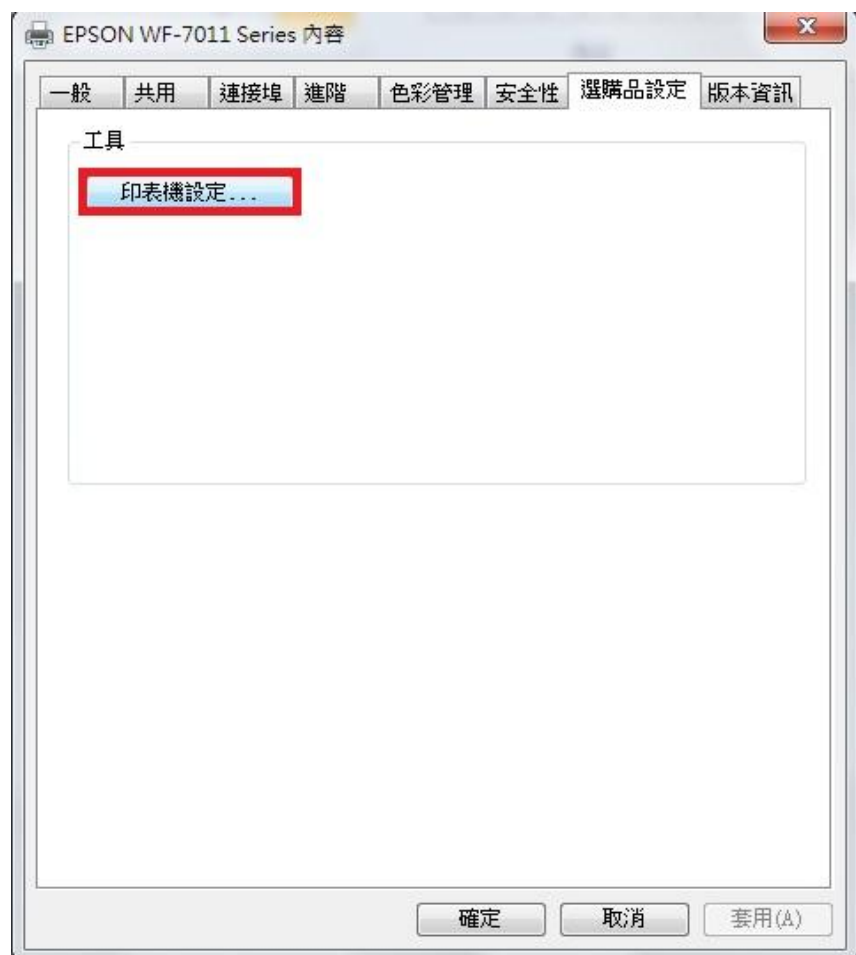 EPSON WF-7011 Series 內容
一般 共用 連接埠 進階 色彩管理 安全性 選購品設定 版本資訊
工具
印表機設定...
確定 取消 套用(A)